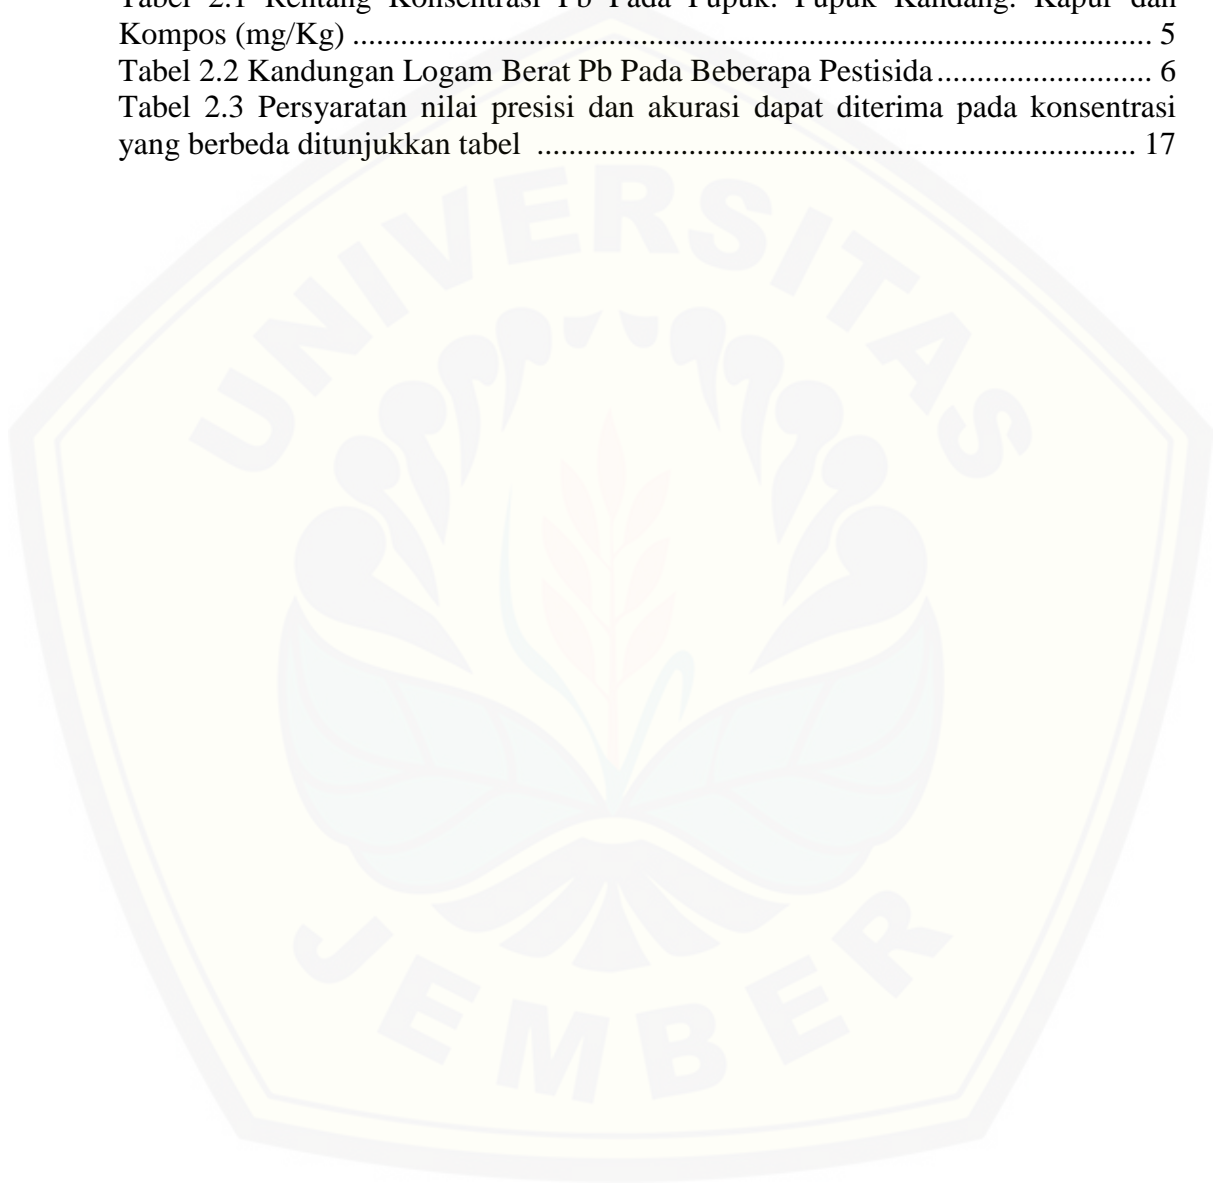 Tabel 2.1 Rentang Konsentrasi Pb Pada Pupuk. Pupuk Kandang. Kapur dan
Kompos (mg/Kg) ..................................................................................................... 5
Tabel 2.2 Kandungan Logam Berat Pb Pada Beberapa Pestisida........................... 6
Tabel 2.3 Persyaratan nilai presisi dan akurasi dapat diterima pada konsentrasi
yang berbeda ditunjukkan tabel ........................................................................... 17
UNIVERSITAS
JEMBER